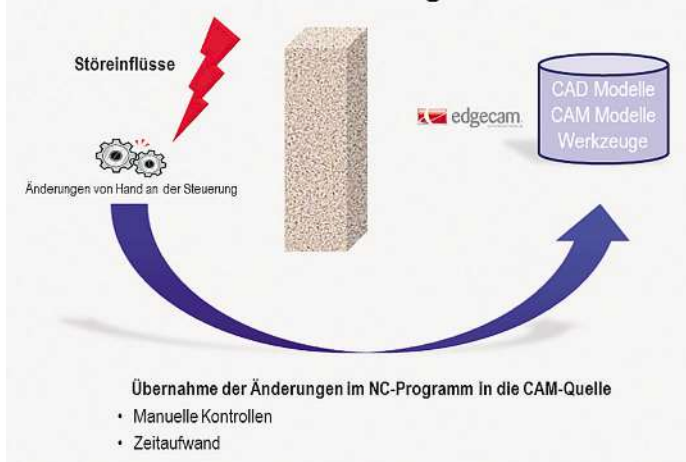 Störeinflüsse
edgecam
CAD Modelle
CAM Modelle
Werkzeuge
Änderungen von Hand an der Steuerung
Übernahme der Änderungen im NC-Programm in die CAM-Quelle
• Manuelle Kontrollen
• Zeitaufwand